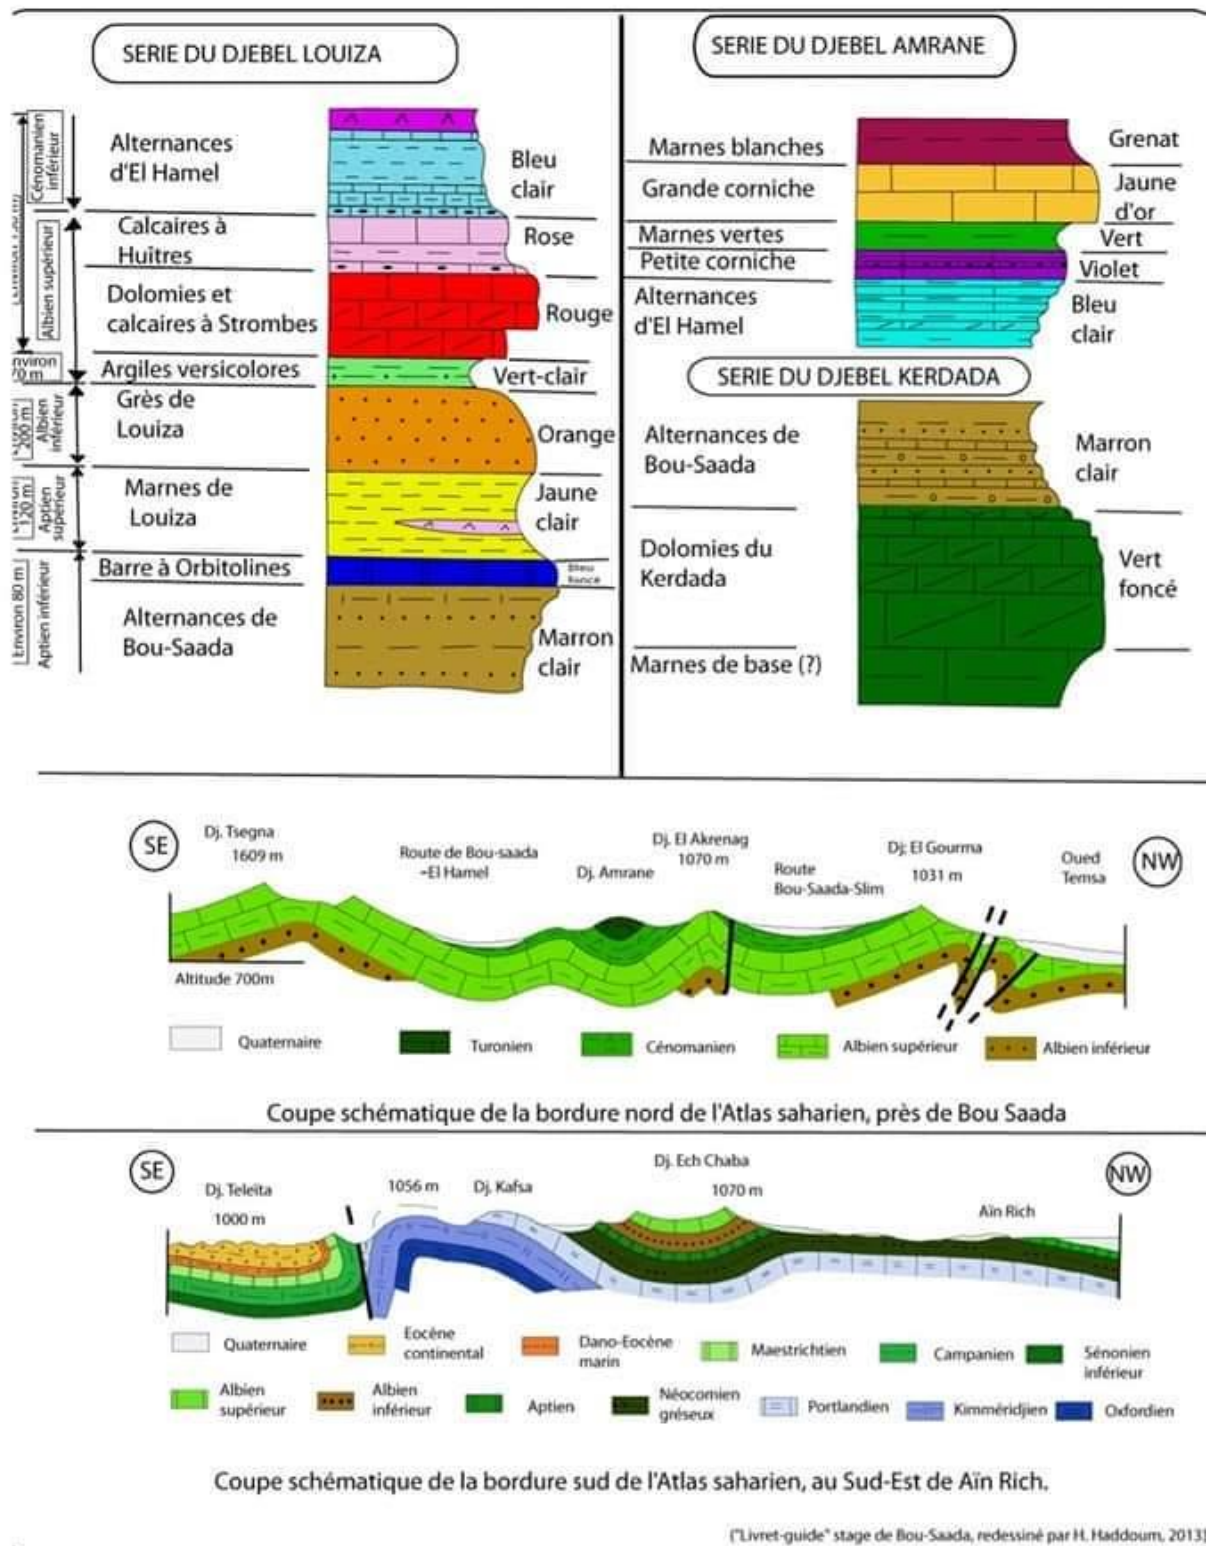 SERIE DU DJEBEL LOUIZA
Cénomanien
inférieur
Alternances
d'El Hamel
Bleu
clair
Albien supérieur
Calcaires à
Huîtres
Rose
Dolomies et
calcaires à Strombes
Rouge
Argiles versicolores
Vert-clair
200 m
Albien
inférieur
Grès de
Louiza
Orange
120 m
Aptien
supérieur
Marnes de
Louiza
Jaune
clair
Environ 80 m
Aptien inférieur
Barre à Orbitolines
Bleu
foncé
Alternances de
Bou-Saada
Marron
clair
SERIE DU DJEBEL AMRANE
Marnes blanches
Grenat
Grande corniche
Jaune
d'or
Marnes vertes
Vert
Petite corniche
Violet
Alternances
d'El Hamel
Bleu
clair
SERIE DU DJEBEL KERDADA
Alternances de
Bou-Saada
Marron
clair
Dolomies du
Kerdada
Vert
foncé
Marnes de base (?)
SE
Dj. Tsegna
1609 m
Route de Bou-saada
-El Hamel
Dj. Amrane
Dj. El Akrenag
1070 m
Route
Bou-Saada-Slim
Dj; El Gourma
1031 m
Oued
Temsa
NW
Altitude 700m
Quaternaire
Turonien
Cénomanien
Albien supérieur
Albien inférieur
Coupe schématique de la bordure nord de l'Atlas saharien, près de Bou Saada
SE
Dj. Teleïta
1000 m
1056 m
Dj. Kafsa
Dj. Ech Chaba
1070 m
Aïn Rich
NW
Quaternaire
Eocène
continental
Dano-Eocène
marin
Maestrichtien
Campanien
Sénonien
inférieur
Albien
supérieur
Albien
inférieur
Aptien
Néocomien
gréseux
Portlandien
Kimméridjien
Oxfordien
Coupe schématique de la bordure sud de l'Atlas saharien, au Sud-Est de Aïn Rich.
("Livret-guide" stage de Bou-Saada, redessiné par H. Haddoum, 2013)